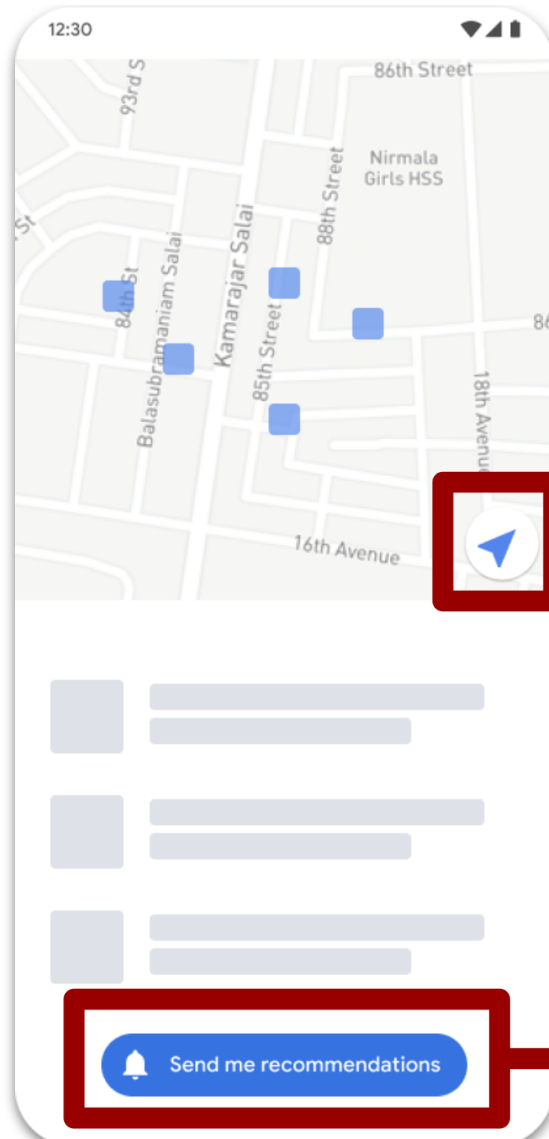 12:30
93rd S
86th Street
Nirmala
Girls HSS
88th Street
St
Kamarajar Salai
84th St
Balasubramaniam Salai
85th Street
86
18th Avenue
16th Avenue
Send me recommendations